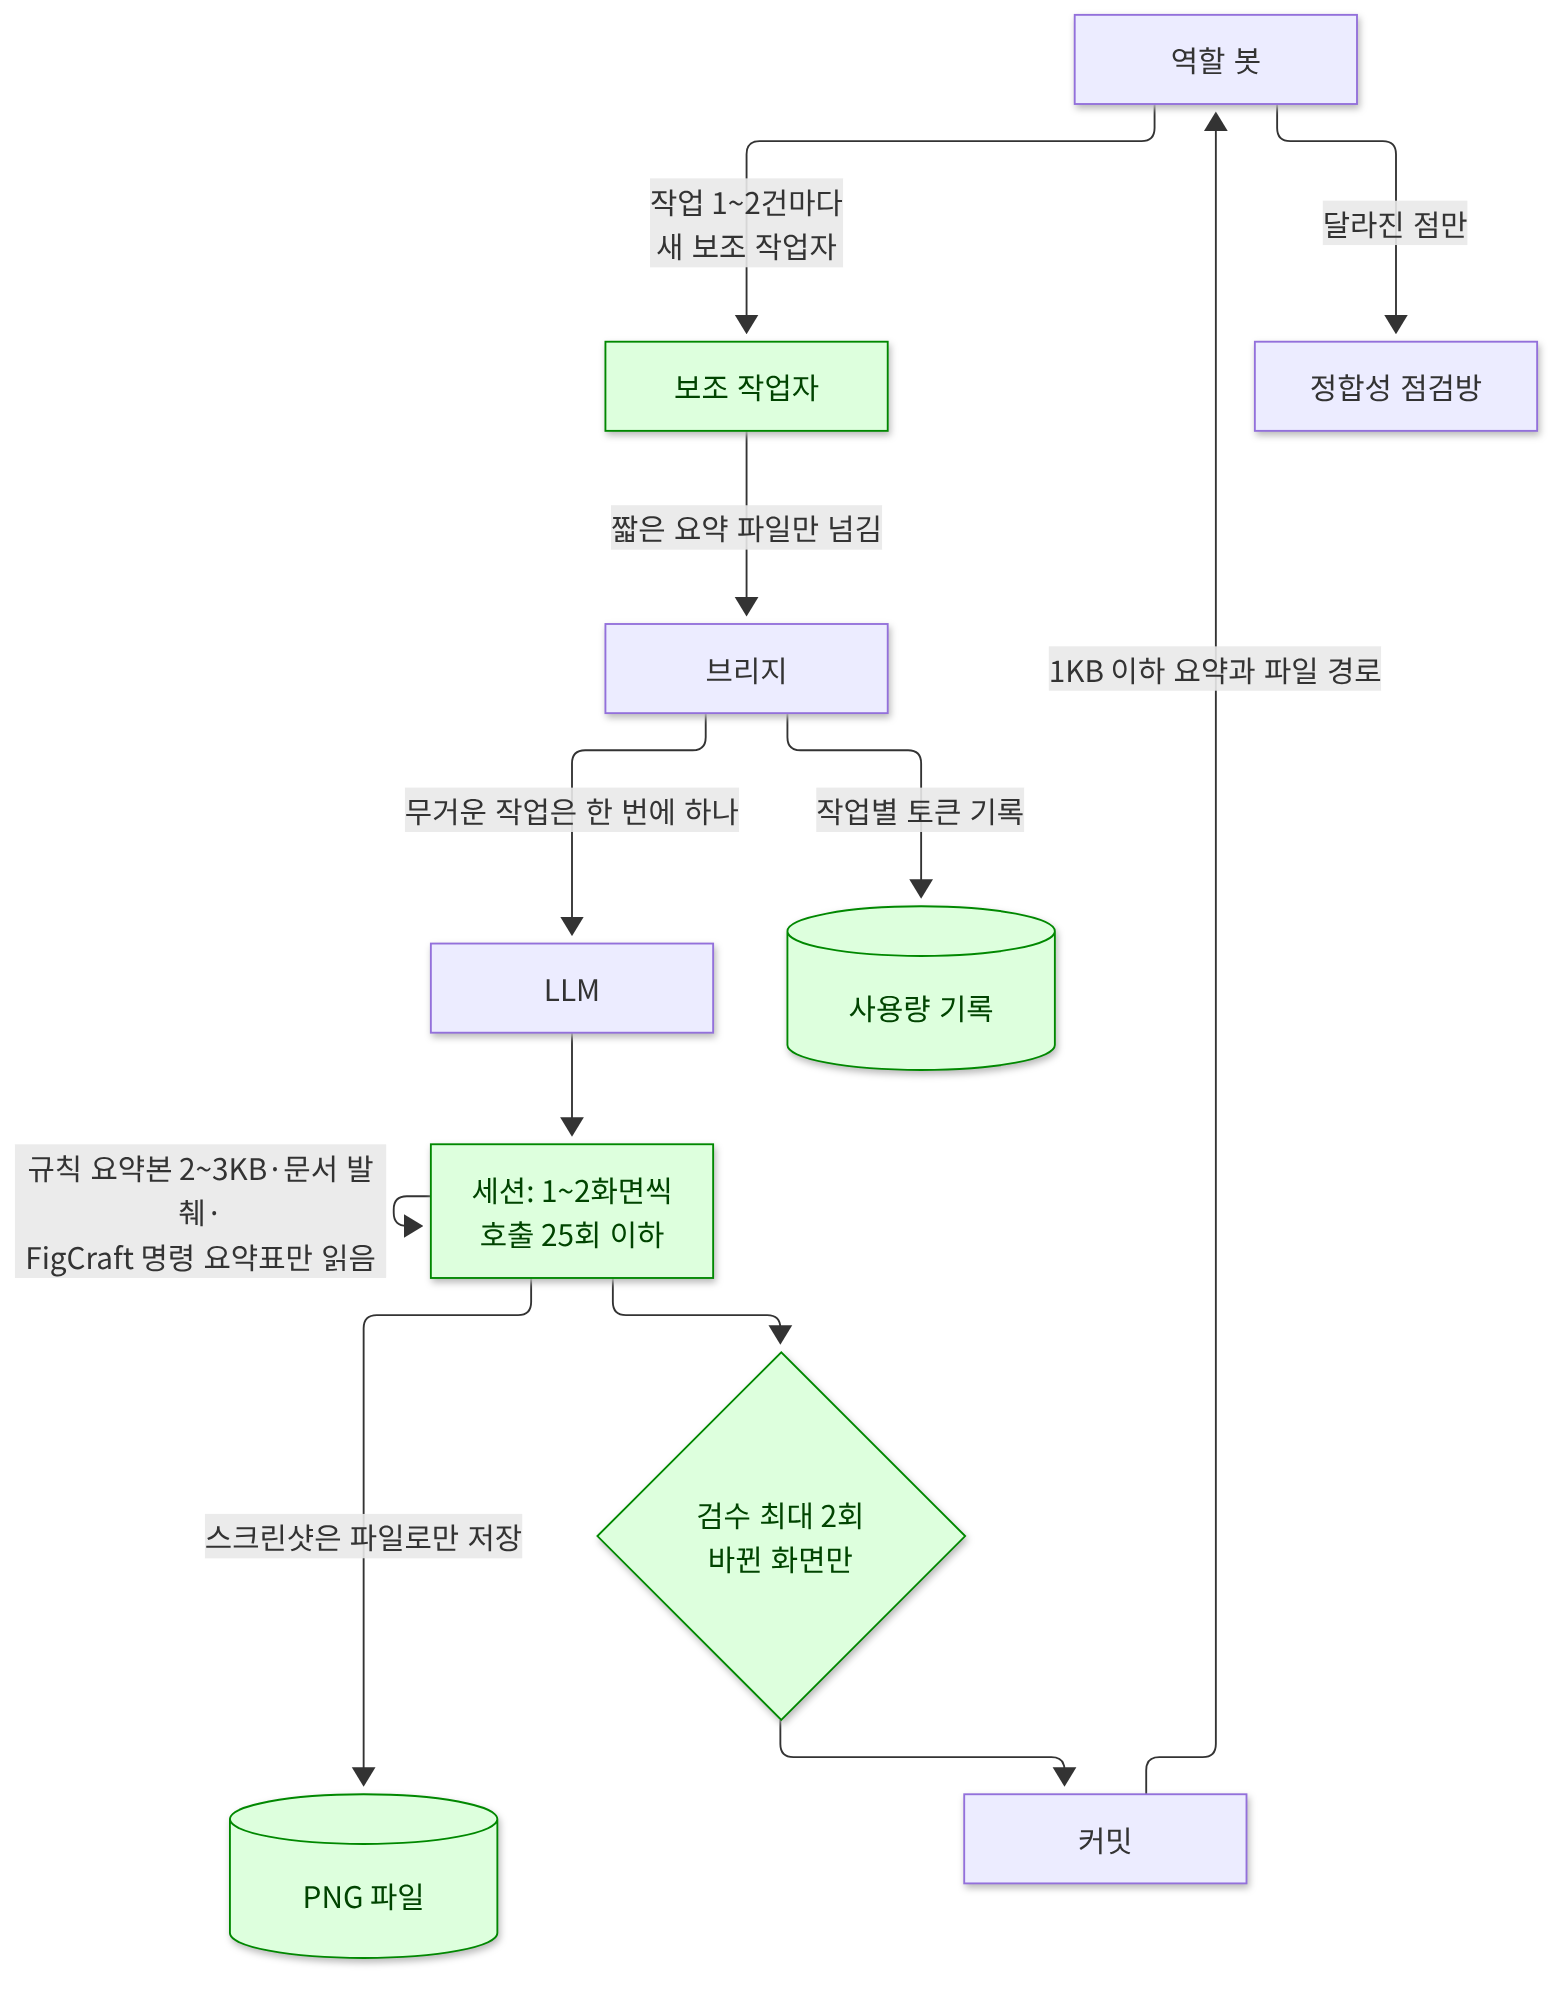 역할 봇
작업 1~2건마다
새 보조 작업자
달라진 점만
보조 작업자
정합성 점검방
짧은 요약 파일만 넘김
브리지
1KB 이하 요약과 파일 경로
무거운 작업은 한 번에 하나
작업별 토큰 기록
LLM
사용량 기록
규칙 요약본 2~3KB·문서 발
췌·
FigCraft 명령 요약표만 읽음
세션: 1~2화면씩
호출 25회 이하
스크린샷은 파일로만 저장
검수 최대 2회
바뀐 화면만
커밋
PNG 파일